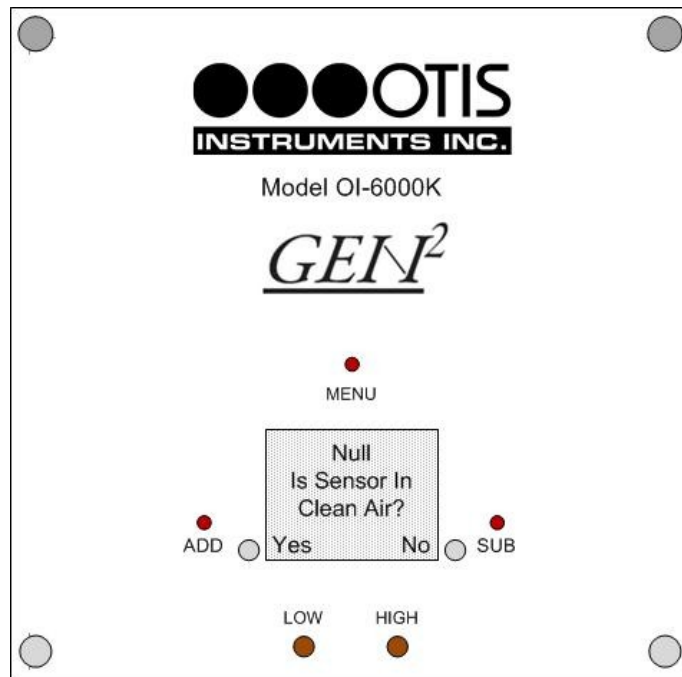 OTIS
INSTRUMENTS INC.
Model OI-6000K
GEN²
MENU
Null
Is Sensor In
Clean Air?
Yes No
ADD SUB
LOW HIGH